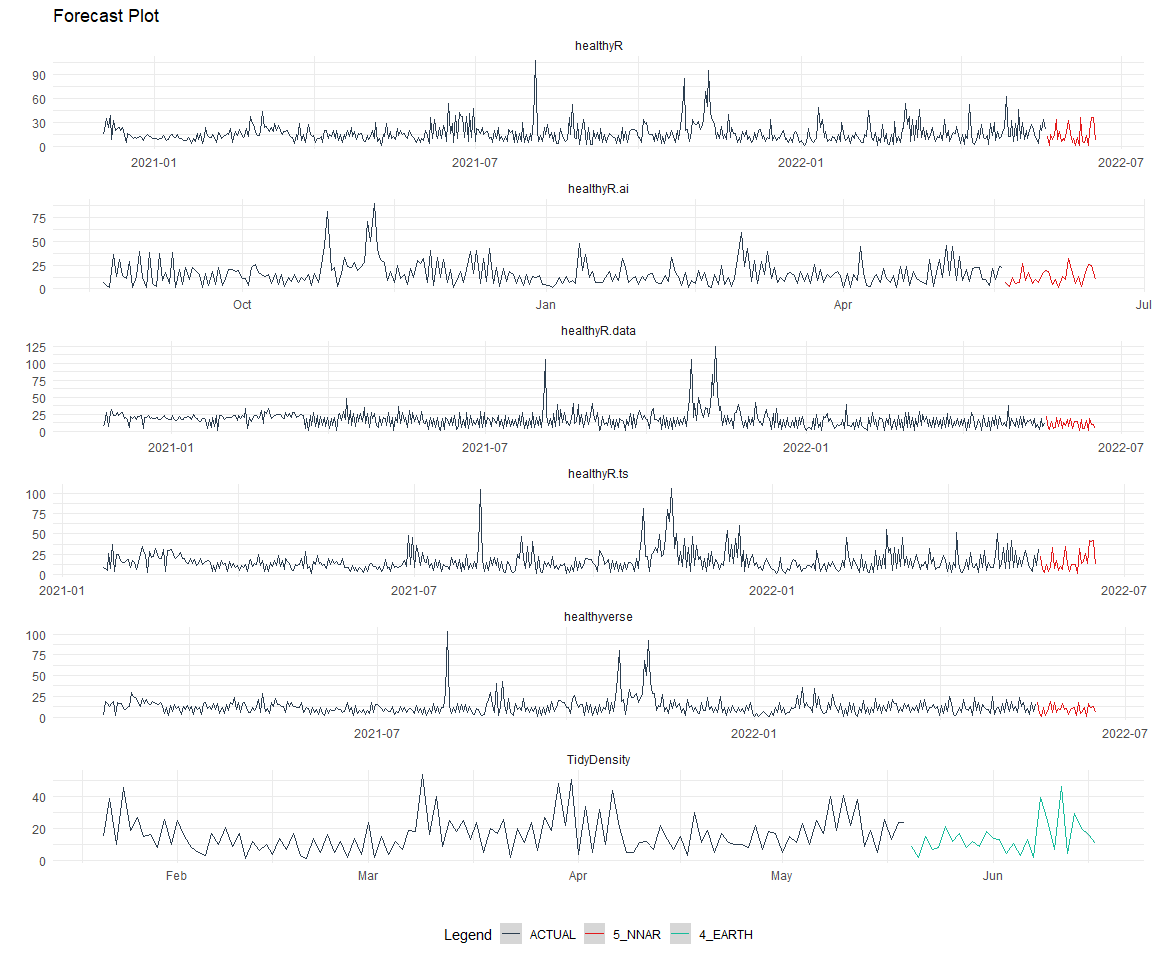 Forecast Plot
healthyR
90
60
30
0
2021-01 2021-07 2022-01 2022-07
healthyR.ai
75
50
25
0
Oct Jan Apr Jul
healthyR.data
125
100
75
50
25
0
2021-01 2021-07 2022-01 2022-07
healthyR.ts
100
75
50
25
0
2021-01 2021-07 2022-01 2022-07
healthyverse
100
75
50
25
0
2021-07 2022-01 2022-07
TidyDensity
40
20
0
Feb Mar Apr May Jun
Legend ACTUAL 5_NNAR 4_EARTH